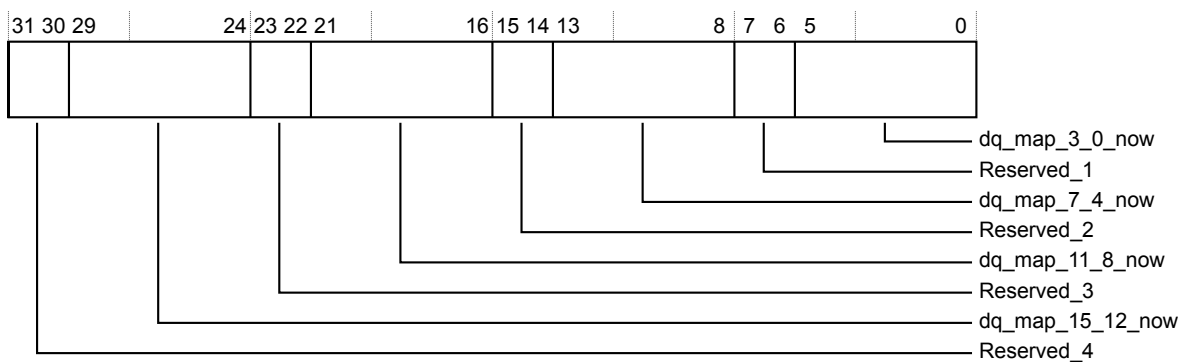 31 30 29 24 23 22 21 16 15 14 13 8 7 6 5 0
dq_map_3_0_now
Reserved_1
dq_map_7_4_now
Reserved_2
dq_map_11_8_now
Reserved_3
dq_map_15_12_now
Reserved_4